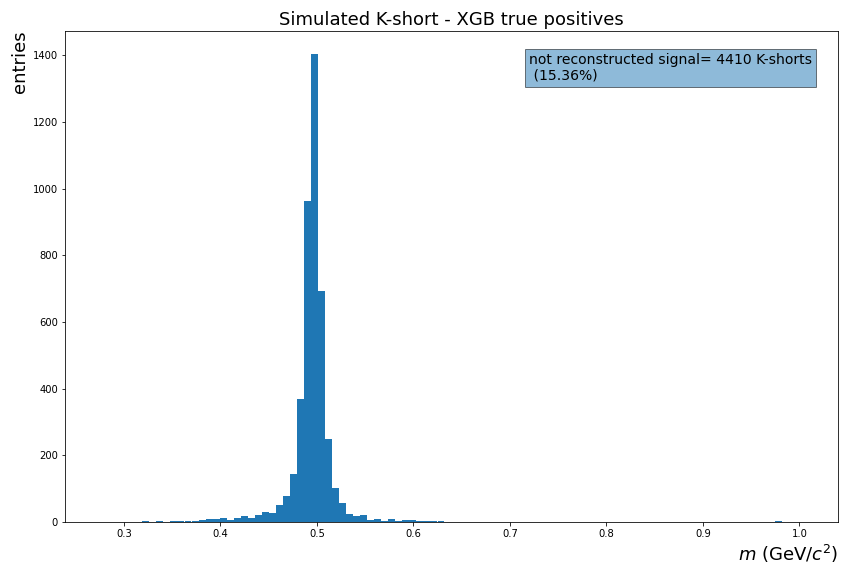 Simulated K-short - XGB true positives
entries
1400
1200
1000
800
600
400
200
0
not reconstructed signal= 4410 K-shorts
(15.36%)
0.3 0.4 0.5 0.6 0.7 0.8 0.9 1.0
m (GeV/c²)